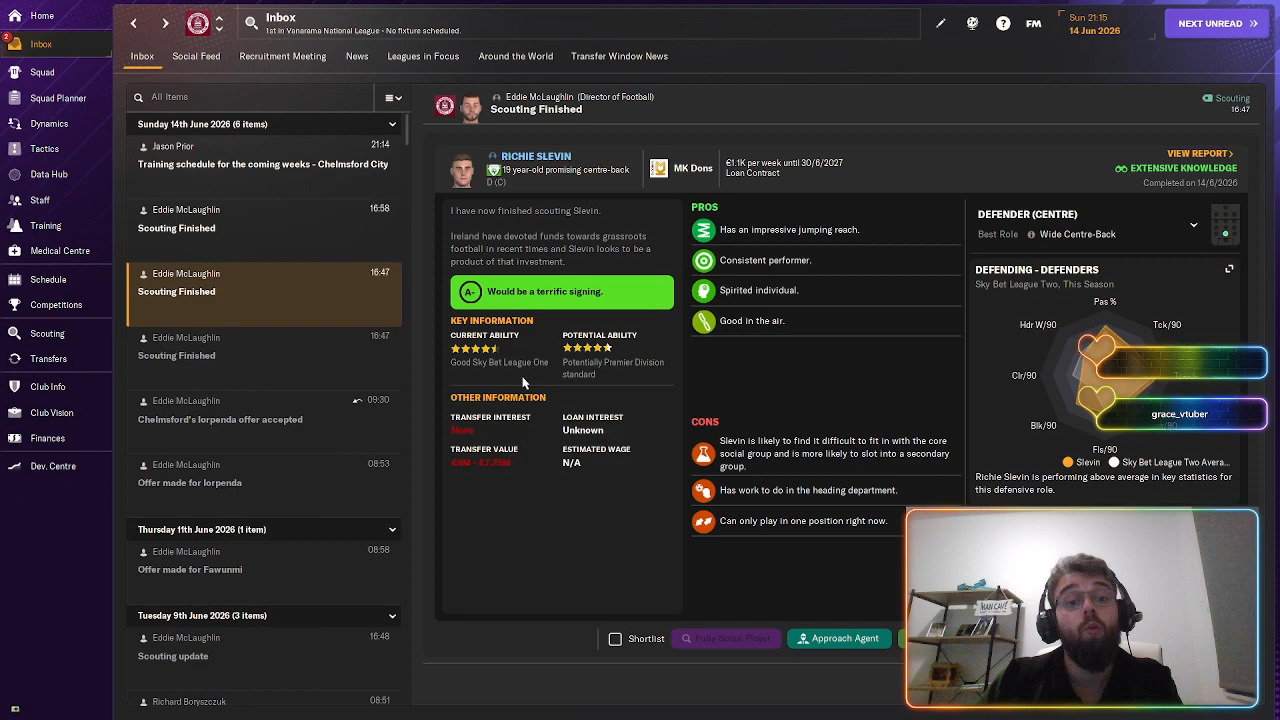 Home
2
Inbox
Squad
Squad Planner
Dynamics
Tactics
Data Hub
Staff
Training
Medical Centre
Schedule
Competitions
Scouting
Transfers
Club Info
Club Vision
Finances
Dev. Centre
Inbox
1st in Vanarama National League - No fixture scheduled.
FM
Sun 21:15
14 Jun 2026
NEXT UNREAD
Inbox
Social Feed
Recruitment Meeting
News
Leagues in Focus
Around the World
Transfer Window News
All Items
Sunday 14th June 2026 (6 items)
Jason Prior
21:14
Training schedule for the coming weeks - Chelmsford City
Eddie McLaughlin
16:58
Scouting Finished
Eddie McLaughlin
16:47
Scouting Finished
Eddie McLaughlin
16:47
Scouting Finished
Eddie McLaughlin
09:30
Chelmsford's Iorpenda offer accepted
Eddie McLaughlin
08:53
Offer made for Iorpenda
Thursday 11th June 2026 (1 item)
Eddie McLaughlin
08:58
Offer made for Fawunmi
Tuesday 9th June 2026 (3 items)
Eddie McLaughlin
16:48
Scouting update
Richard Boryszczuk
08:51
Eddie McLaughlin (Director of Football)
Scouting Finished
Scouting
16:47
RICHIE SLEVIN
19 year-old promising centre-back
D (C)
MK Dons
€1.1K per week until 30/6/2027
Loan Contract
VIEW REPORT
EXTENSIVE KNOWLEDGE
Completed on 14/6/2026
I have now finished scouting Slevin.
Ireland have devoted funds towards grassroots
football in recent times and Slevin looks to be a
product of that investment.
A-
Would be a terrific signing.
KEY INFORMATION
CURRENT ABILITY
POTENTIAL ABILITY
Good Sky Bet League One
Potentially Premier Division
standard
OTHER INFORMATION
TRANSFER INTEREST
LOAN INTEREST
None
Unknown
TRANSFER VALUE
ESTIMATED WAGE
N/A
PROS
Has an impressive jumping reach.
Consistent performer.
Spirited individual.
Good in the air.
CONS
Slevin is likely to find it difficult to fit in with the core
social group and is more likely to slot into a secondary
group.
Has work to do in the heading department.
Can only play in one position right now.
DEFENDER (CENTRE)
Best Role
Wide Centre-Back
DEFENDING - DEFENDERS
Sky Bet League Two, This Season
Pas %
Hdr W/90
Tck/90
Clr/90
Blk/90
Fls/90
grace_vtuber
Slevin
Sky Bet League Two Avera...
Richie Slevin is performing above average in key statistics for
this defensive role.
Shortlist
Fully Scout Player
Approach Agent
MAN CAVE